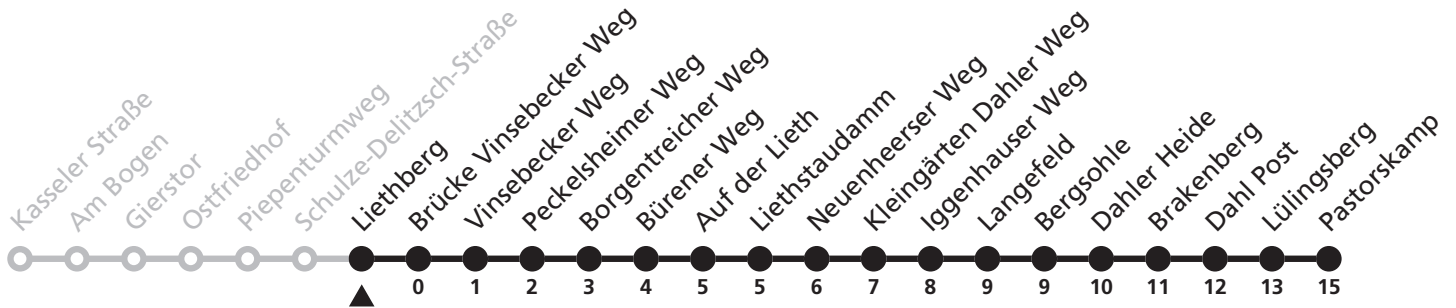 Kasseler Straße
Am Bogen
Gierstor
Ostfriedhof
Piepenturmweg
Schulze-Delitzsch-Straße
Liethberg
Brücke Vinsebecker Weg
Vinsebecker Weg
Peckelsheimer Weg
Borgentreicher Weg
Bürener Weg
Auf der Lieth
Liethstaudamm
Neuenheerser Weg
Kleingärten Dahler Weg
Iggenhauser Weg
Langefeld
Bergsohle
Dahler Heide
Brakenberg
Dahl Post
Lülingsberg
Pastorskamp
0 1 2 3 4 5 5 6 7 8 9 9 10 11 12 13 15